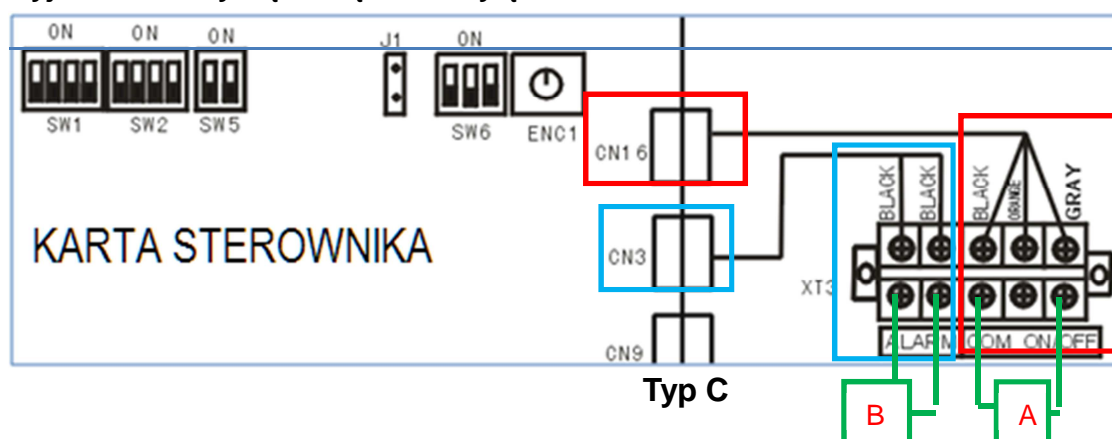 ON ON ON J1 ON
SW1 SW2 SW5 SW6 ENC1
CN16
BLACK BLACK BLACK ORANGE GRAY
KARTA STEROWNIKA
CN3
XT3
ALARM COM ON/OFF
CN9
Typ C
B A